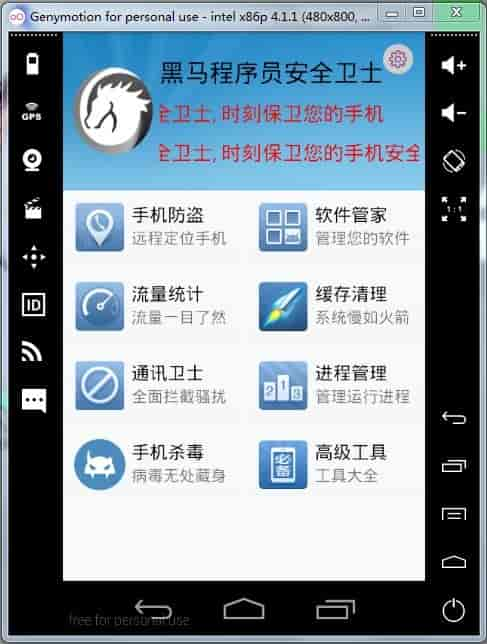 Genymotion for personal use - intel x86p 4.1.1 (480x800, ...
GPS
ID
1:1
黑马程序员安全卫士
全卫士, 时刻保卫您的手机
全卫士, 时刻保卫您的手机安全
手机防盗
远程定位手机
软件管家
管理您的软件
流量统计
流量一目了然
缓存清理
系统慢如火箭
通讯卫士
全面拦截骚扰
进程管理
管理运行进程
2
1
3
手机杀毒
病毒无处藏身
高级工具
工具大全
必备
free for personal use